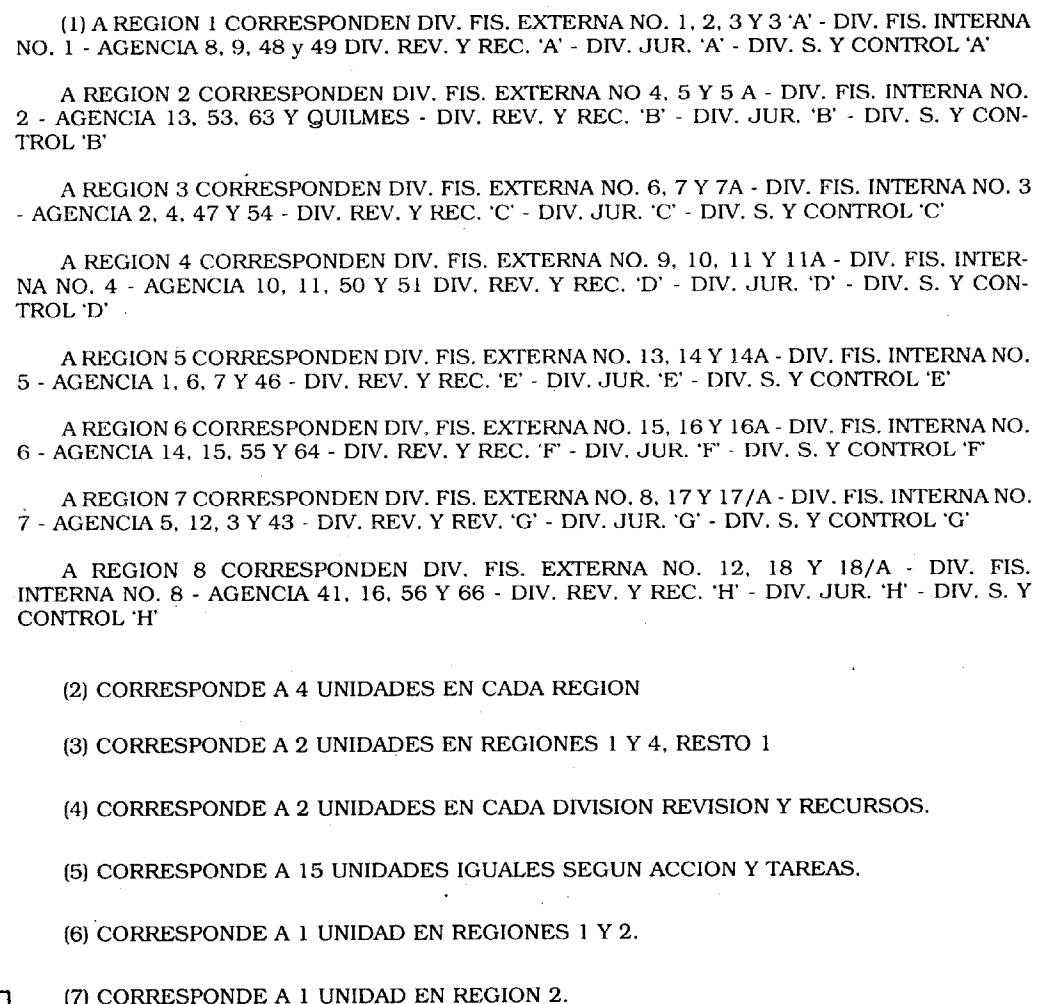 (1) A REGION 1 CORRESPONDEN DIV. FIS. EXTERNA NO. 1, 2, 3 Y 3 'A' - DIV. FIS. INTERNA
NO. 1 - AGENCIA 8, 9, 48 y 49 DIV. REV. Y REC. 'A' - DIV. JUR. 'A' - DIV. S. Y CONTROL 'A'
A REGION 2 CORRESPONDEN DIV. FIS. EXTERNA NO 4, 5 Y 5 A - DIV. FIS. INTERNA NO.
2 - AGENCIA 13, 53, 63 Y QUILMES - DIV. REV. Y REC. 'B' - DIV. JUR. 'B' - DIV. S. Y CON-
TROL 'B'
A REGION 3 CORRESPONDEN DIV. FIS. EXTERNA NO. 6, 7 Y 7A - DIV. FIS. INTERNA NO. 3
- AGENCIA 2, 4, 47 Y 54 - DIV. REV. Y REC. 'C' - DIV. JUR. 'C' - DIV. S. Y CONTROL 'C'
A REGION 4 CORRESPONDEN DIV. FIS. EXTERNA NO. 9, 10, 11 Y 11A - DIV. FIS. INTER-
NA NO. 4 - AGENCIA 10, 11, 50 Y 51 DIV. REV. Y REC. 'D' - DIV. JUR. 'D' - DIV. S. Y CON-
TROL 'D'
A REGION 5 CORRESPONDEN DIV. FIS. EXTERNA NO. 13, 14 Y 14A - DIV. FIS. INTERNA NO.
5 - AGENCIA 1, 6, 7 Y 46 - DIV. REV. Y REC. 'E' - DIV. JUR. 'E' - DIV. S. Y CONTROL 'E'
A REGION 6 CORRESPONDEN DIV. FIS. EXTERNA NO. 15, 16 Y 16A - DIV. FIS. INTERNA NO.
6 - AGENCIA 14, 15, 55 Y 64 - DIV. REV. Y REC. 'F' - DIV. JUR. 'F' - DIV. S. Y CONTROL 'F'
A REGION 7 CORRESPONDEN DIV. FIS. EXTERNA NO. 8, 17 Y 17/A - DIV. FIS. INTERNA NO.
7 - AGENCIA 5, 12, 3 Y 43 - DIV. REV. Y REV. 'G' - DIV. JUR. 'G' - DIV. S. Y CONTROL 'G'
A REGION 8 CORRESPONDEN DIV. FIS. EXTERNA NO. 12, 18 Y 18/A - DIV. FIS.
INTERNA NO. 8 - AGENCIA 41, 16, 56 Y 66 - DIV. REV. Y REC. 'H' - DIV. JUR. 'H' - DIV. S. Y
CONTROL 'H'
(2) CORRESPONDE A 4 UNIDADES EN CADA REGION
(3) CORRESPONDE A 2 UNIDADES EN REGIONES 1 Y 4, RESTO 1
(4) CORRESPONDE A 2 UNIDADES EN CADA DIVISION REVISION Y RECURSOS.
(5) CORRESPONDE A 15 UNIDADES IGUALES SEGUN ACCION Y TAREAS.
(6) CORRESPONDE A 1 UNIDAD EN REGIONES 1 Y 2.
(7) CORRESPONDE A 1 UNIDAD EN REGION 2.